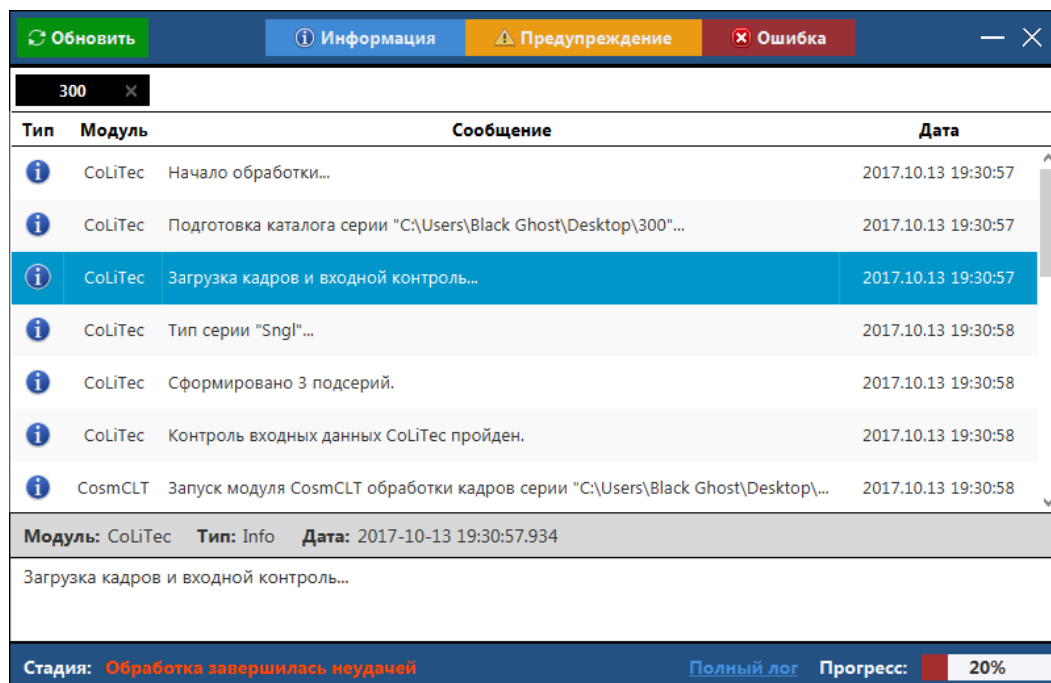 Обновить Информация Предупреждение Ошибка
300
Тип Модуль Сообщение Дата
CoLiTec Начало обработки... 2017.10.13 19:30:57
CoLiTec Подготовка каталога серии "C:\Users\Black Ghost\Desktop\300"... 2017.10.13 19:30:57
CoLiTec Загрузка кадров и входной контроль... 2017.10.13 19:30:57
CoLiTec Тип серии "Sngl"... 2017.10.13 19:30:58
CoLiTec Сформировано 3 подсерий. 2017.10.13 19:30:58
CoLiTec Контроль входных данных CoLiTec пройден. 2017.10.13 19:30:58
CosmCLT Запуск модуля CosmCLT обработки кадров серии "C:\Users\Black Ghost\Desktop\... 2017.10.13 19:30:58
Модуль: CoLiTec Тип: Info Дата: 2017-10-13 19:30:57.934
Загрузка кадров и входной контроль...
Стадия: Обработка завершилась неудачей Полный лог Прогресс: 20%